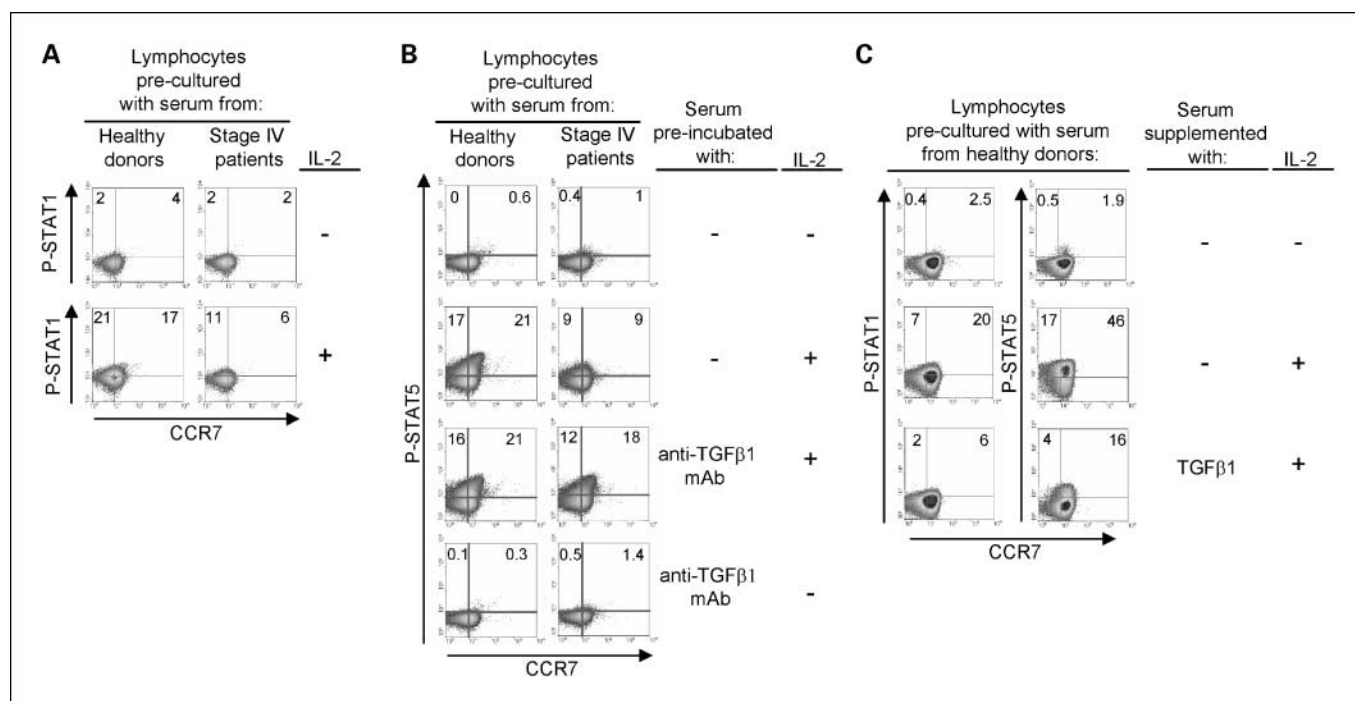 A
Lymphocytes
pre-cultured
with serum from:
Healthy
donors
Stage IV
patients
IL-2
P-STAT1
2 4
2 2
-
P-STAT1
21 17
11 6
+
CCR7
B
Lymphocytes
pre-cultured
with serum from:
Healthy
donors
Stage IV
patients
Serum
pre-incubated
with:
IL-2
P-STAT5
0 0.6
0.4 1
- -
17 21
9 9
- +
16 21
12 18
anti-TGFβ1
mAb
+
0.1 0.3
0.5 1.4
anti-TGFβ1
mAb
-
CCR7
C
Lymphocytes
pre-cultured with serum
from healthy donors:
Serum
supplemented
with:
IL-2
P-STAT1
P-STAT5
0.4 2.5
0.5 1.9
- -
7 20
17 46
- +
2 6
4 16
TGFβ1 +
CCR7